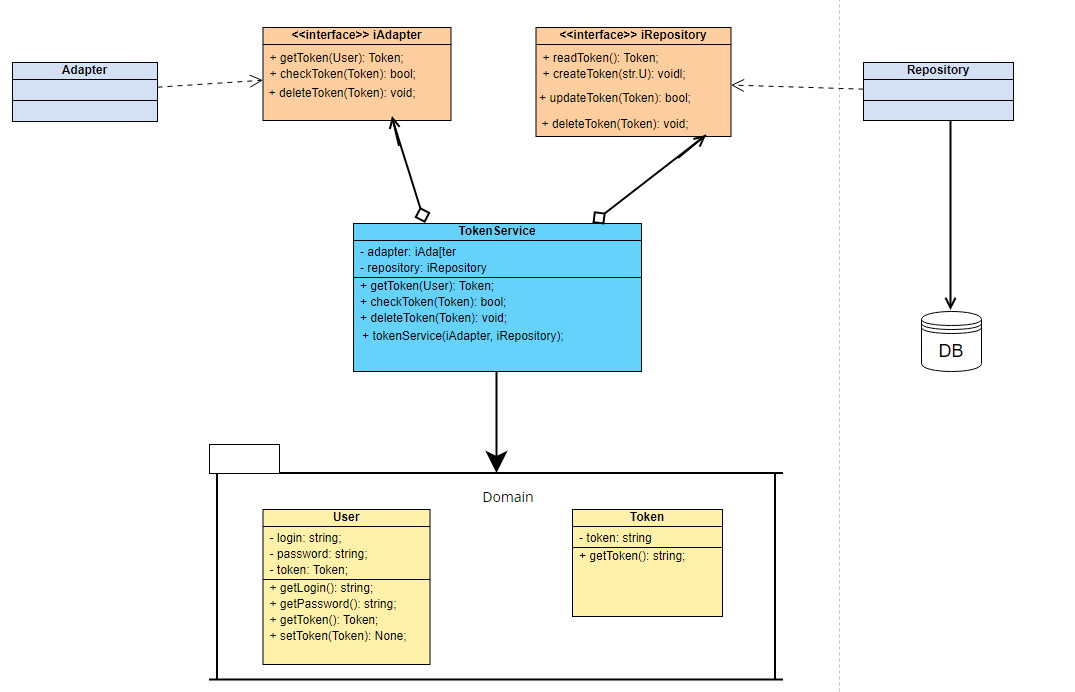 Adapter
<<interface>> iAdapter
+ getToken(User): Token;
+ checkToken(Token): bool;
+ deleteToken(Token): void;
<<interface>> iRepository
+ readToken(): Token;
+ createToken(str.U): voidl;
+ updateToken(Token): bool;
+ deleteToken(Token): void;
Repository
TokenService
- adapter: iAda[ter
- repository: iRepository
+ getToken(User): Token;
+ checkToken(Token): bool;
+ deleteToken(Token): void;
+ tokenService(iAdapter, iRepository);
DB
Domain
User
- login: string;
- password: string;
- token: Token;
+ getLogin(): string;
+ getPassword(): string;
+ getToken(): Token;
+ setToken(Token): None;
Token
- token: string
+ getToken(): string;